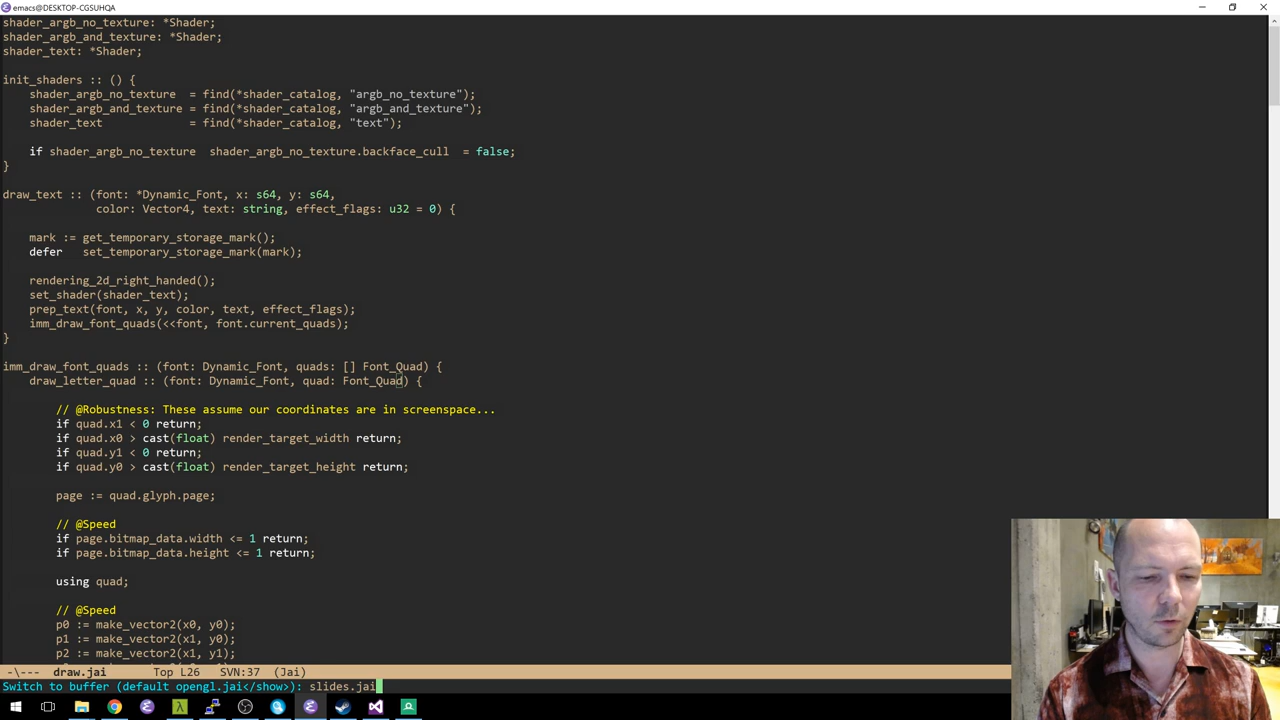 emacs@DESKTOP-CGSUHQA
shader_argb_no_texture: *Shader;
shader_argb_and_texture: *Shader;
shader_text: *Shader;
init_shaders :: () {
shader_argb_no_texture = find(*shader_catalog, "argb_no_texture");
shader_argb_and_texture = find(*shader_catalog, "argb_and_texture");
shader_text = find(*shader_catalog, "text");
if shader_argb_no_texture shader_argb_no_texture.backface_cull = false;
}
draw_text :: (font: *Dynamic_Font, x: s64, y: s64,
color: Vector4, text: string, effect_flags: u32 = 0) {
mark := get_temporary_storage_mark();
defer set_temporary_storage_mark(mark);
rendering_2d_right_handed();
set_shader(shader_text);
prep_text(font, x, y, color, text, effect_flags);
imm_draw_font_quads(<<font, font.current_quads);
}
imm_draw_font_quads :: (font: Dynamic_Font, quads: [] Font_Quad) {
draw_letter_quad :: (font: Dynamic_Font, quad: Font_Quad) {
// @Robustness: These assume our coordinates are in screenspace...
if quad.x1 < 0 return;
if quad.x0 > cast(float) render_target_width return;
if quad.y1 < 0 return;
if quad.y0 > cast(float) render_target_height return;
page := quad.glyph.page;
// @Speed
if page.bitmap_data.width <= 1 return;
if page.bitmap_data.height <= 1 return;
using quad;
// @Speed
p0 := make_vector2(x0, y0);
p1 := make_vector2(x1, y0);
p2 := make_vector2(x1, y1);
-\--- draw.jai Top L26 SVN:37 (Jai)
Switch to buffer (default opengl.jai</show>): slides.jai